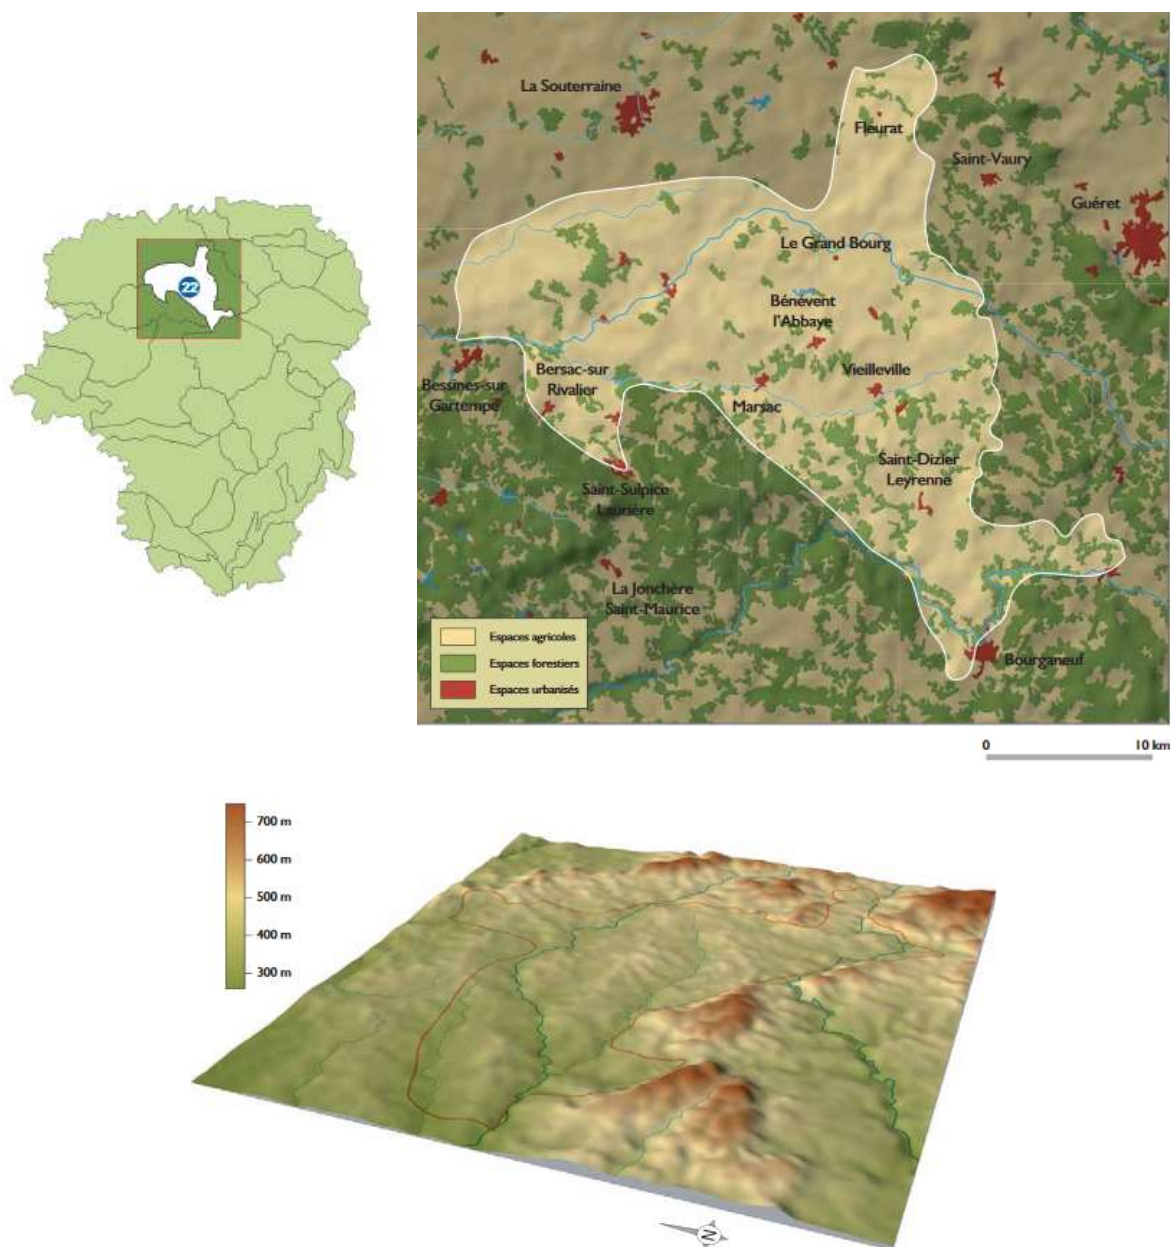 La Souterraine
Fleurat
Saint-Vaury
Guéret
22
Le Grand Bourg
Bénévent
l'Abbaye
Bessines-sur
Gartempe
Bersac-sur
Rivalier
Vieilleville
Marsac
Saint-Dizier
Leyrenne
Saint-Sulpice
Laurière
La Jonchère
Saint-Maurice
Bourganeuf
Espaces agricoles
Espaces forestiers
Espaces urbanisés
0 10 km
700 m
600 m
500 m
400 m
300 m
N